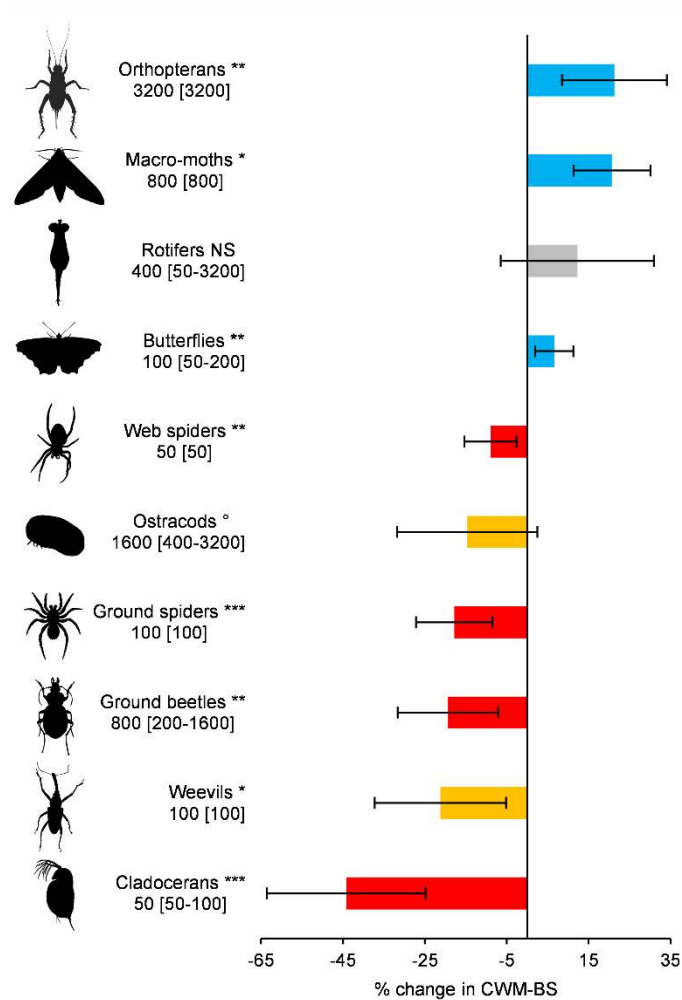 Orthopterans **
3200 [3200]
Macro-moths *
800 [800]
Rotifers NS
400 [50-3200]
Butterflies **
100 [50-200]
Web spiders **
50 [50]
Ostracods °
1600 [400-3200]
Ground spiders ***
100 [100]
Ground beetles **
800 [200-1600]
Weevils *
100 [100]
Cladocerans ***
50 [50-100]
-65 -45 -25 -5 15 35
% change in CWM-BS